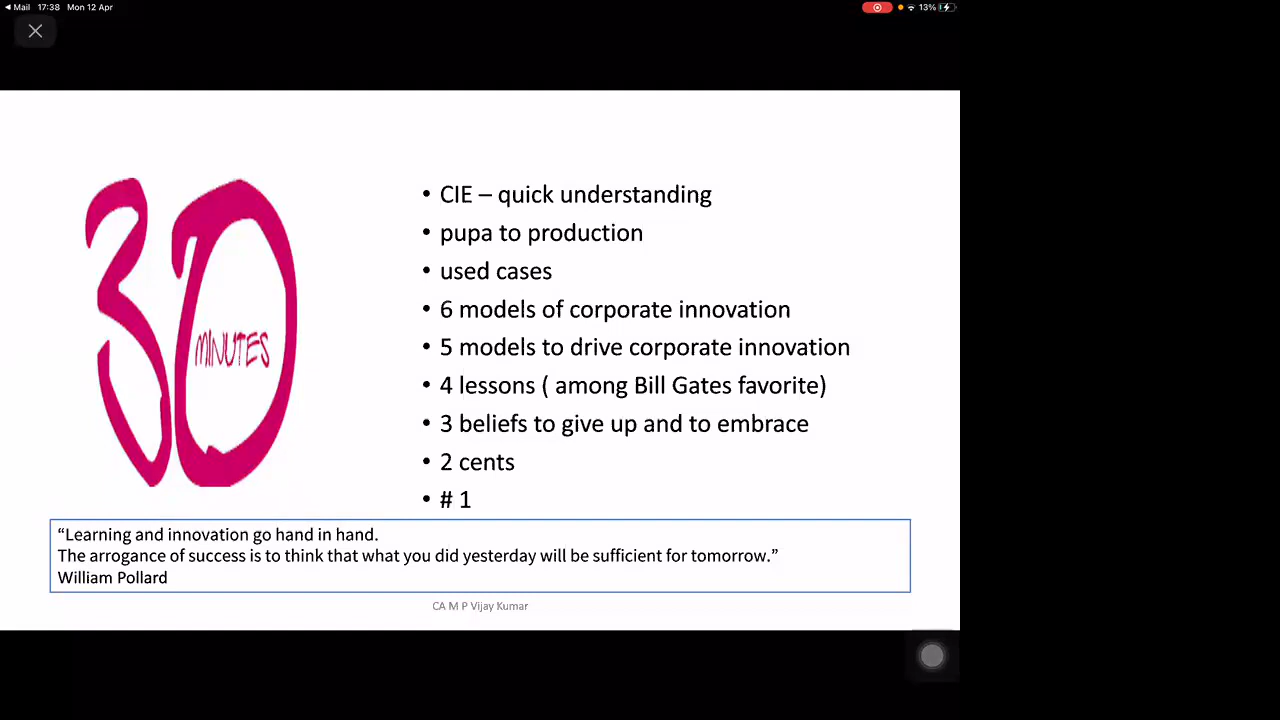 Mail 17:38 Mon 12 Apr
13%
30
MINUTES
• CIE – quick understanding
• pupa to production
• used cases
• 6 models of corporate innovation
• 5 models to drive corporate innovation
• 4 lessons ( among Bill Gates favorite)
• 3 beliefs to give up and to embrace
• 2 cents
• # 1
“Learning and innovation go hand in hand.
The arrogance of success is to think that what you did yesterday will be sufficient for tomorrow.”
William Pollard
CA M P Vijay Kumar